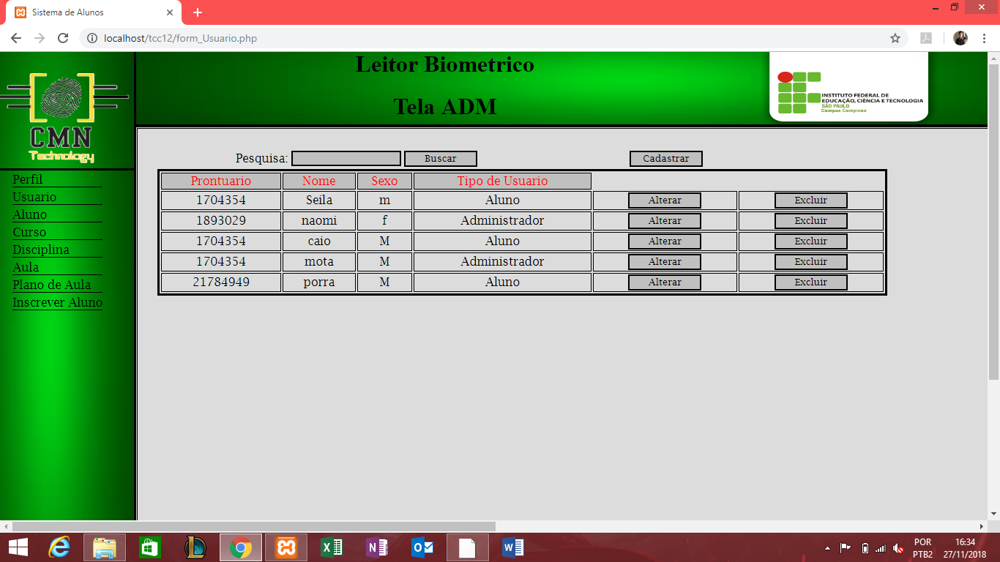 Sistema de Alunos
localhost/tcc12/form_Usuario.php
CMN
Technology
Leitor Biometrico
Tela ADM
INSTITUTO FEDERAL DE
EDUCAÇÃO, CIÊNCIA E TECNOLOGIA
SÃO PAULO
Campus Campinas
Perfil
Usuario
Aluno
Curso
Disciplina
Aula
Plano de Aula
Inscrever Aluno
Pesquisa: Buscar Cadastrar
Prontuario Nome Sexo Tipo de Usuario
1704354 Seila m Aluno Alterar Excluir
1893029 naomi f Administrador Alterar Excluir
1704354 caio M Aluno Alterar Excluir
1704354 mota M Administrador Alterar Excluir
21784949 porra M Aluno Alterar Excluir
POR 16:34
PTB2 27/11/2018